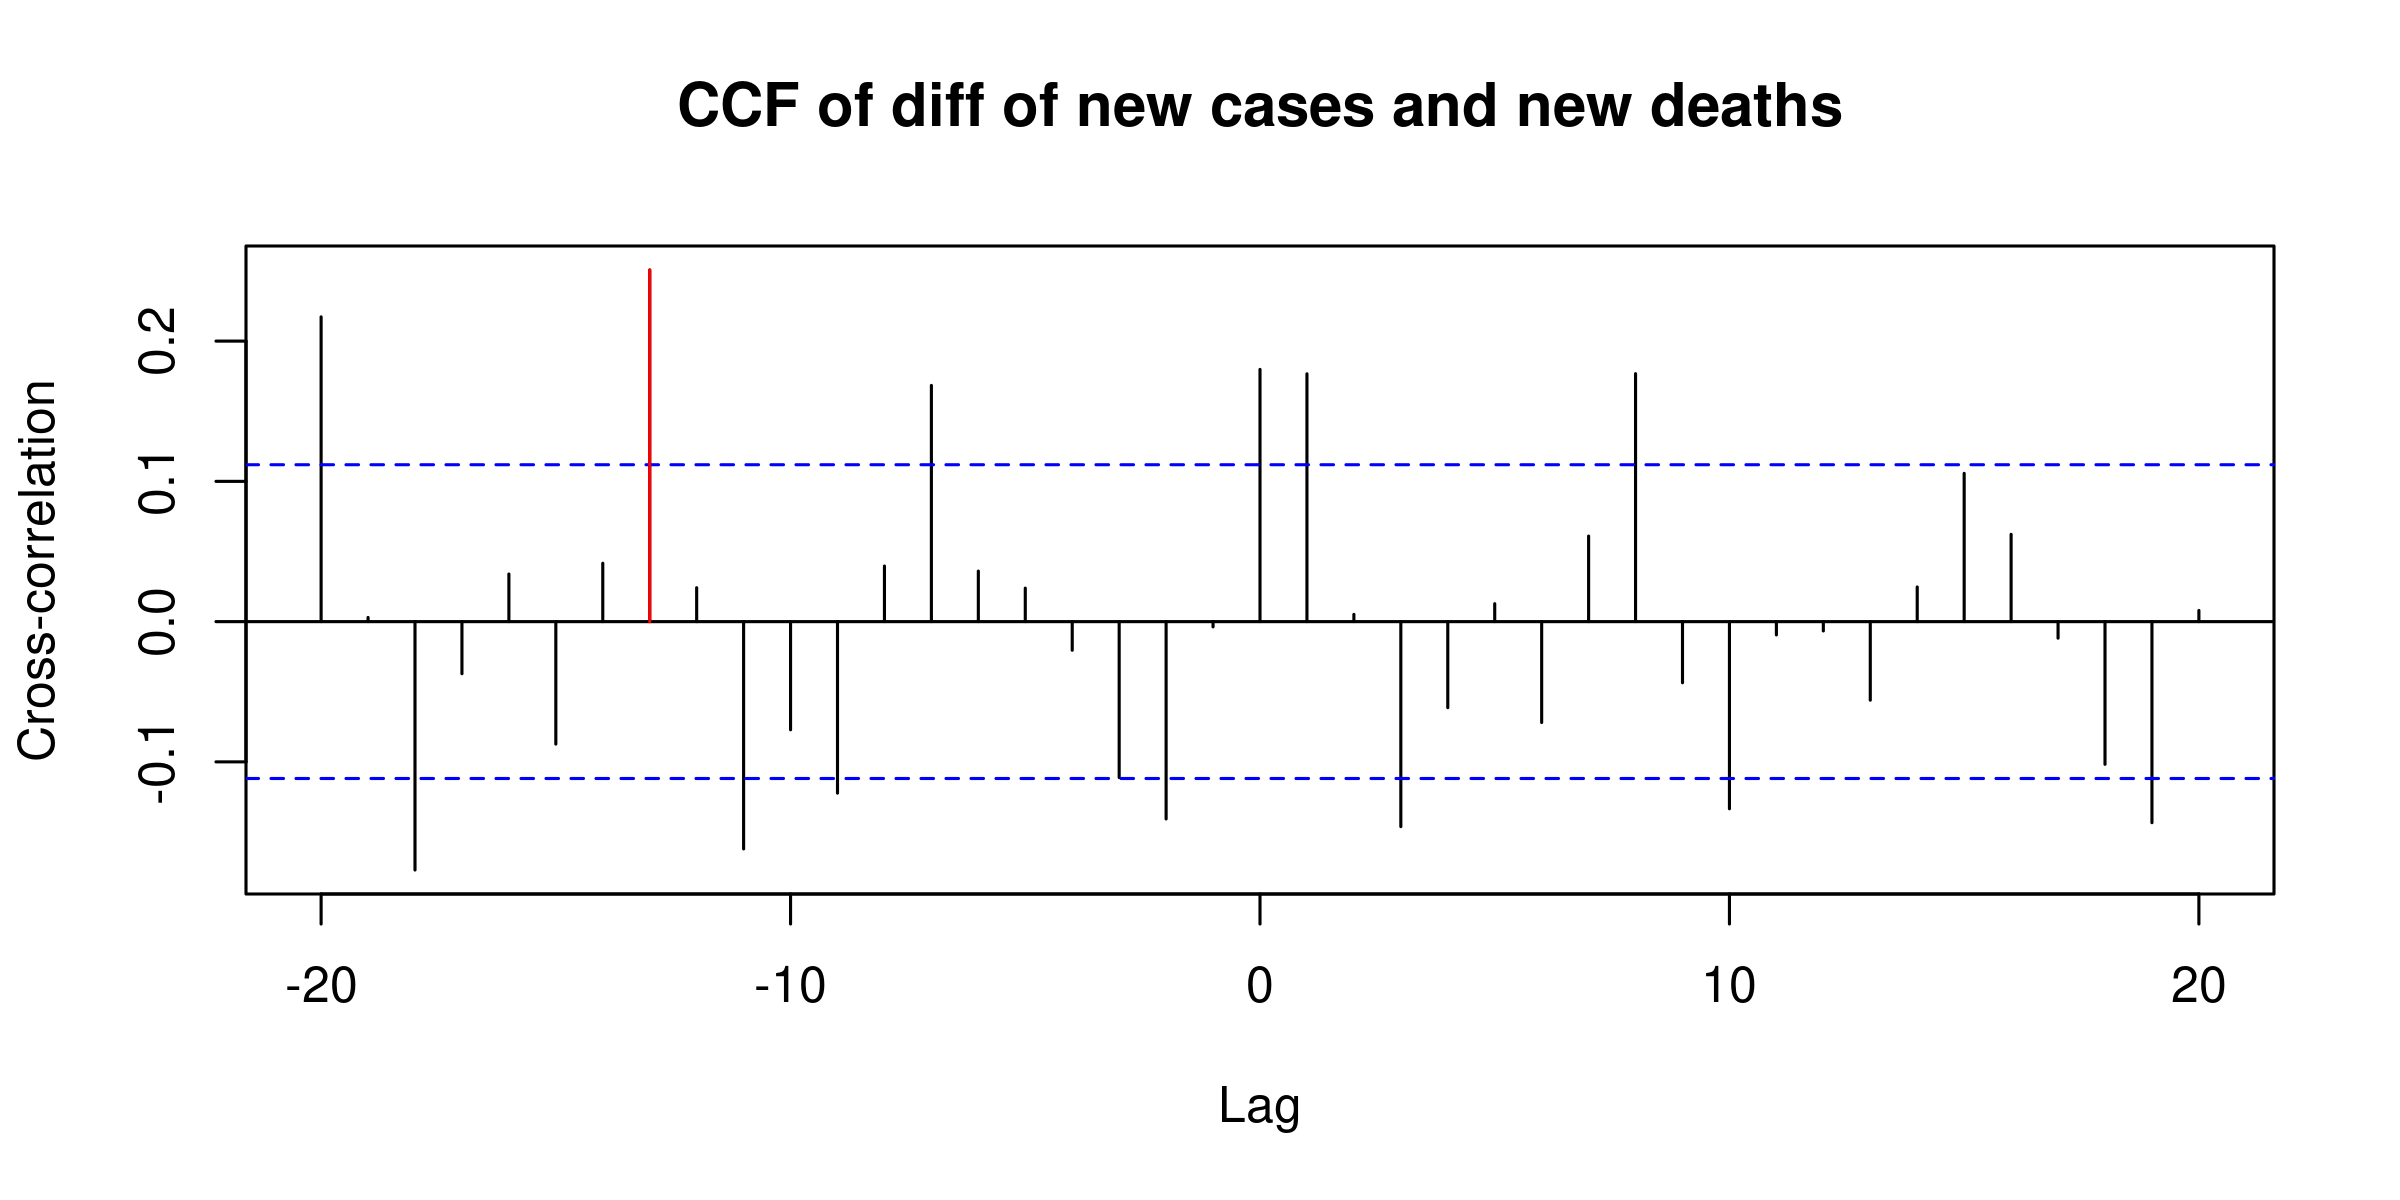 CCF of diff of new cases and new deaths
Cross-correlation
0.2
0.1
0.0
-0.1
-20 -10 0 10 20
Lag